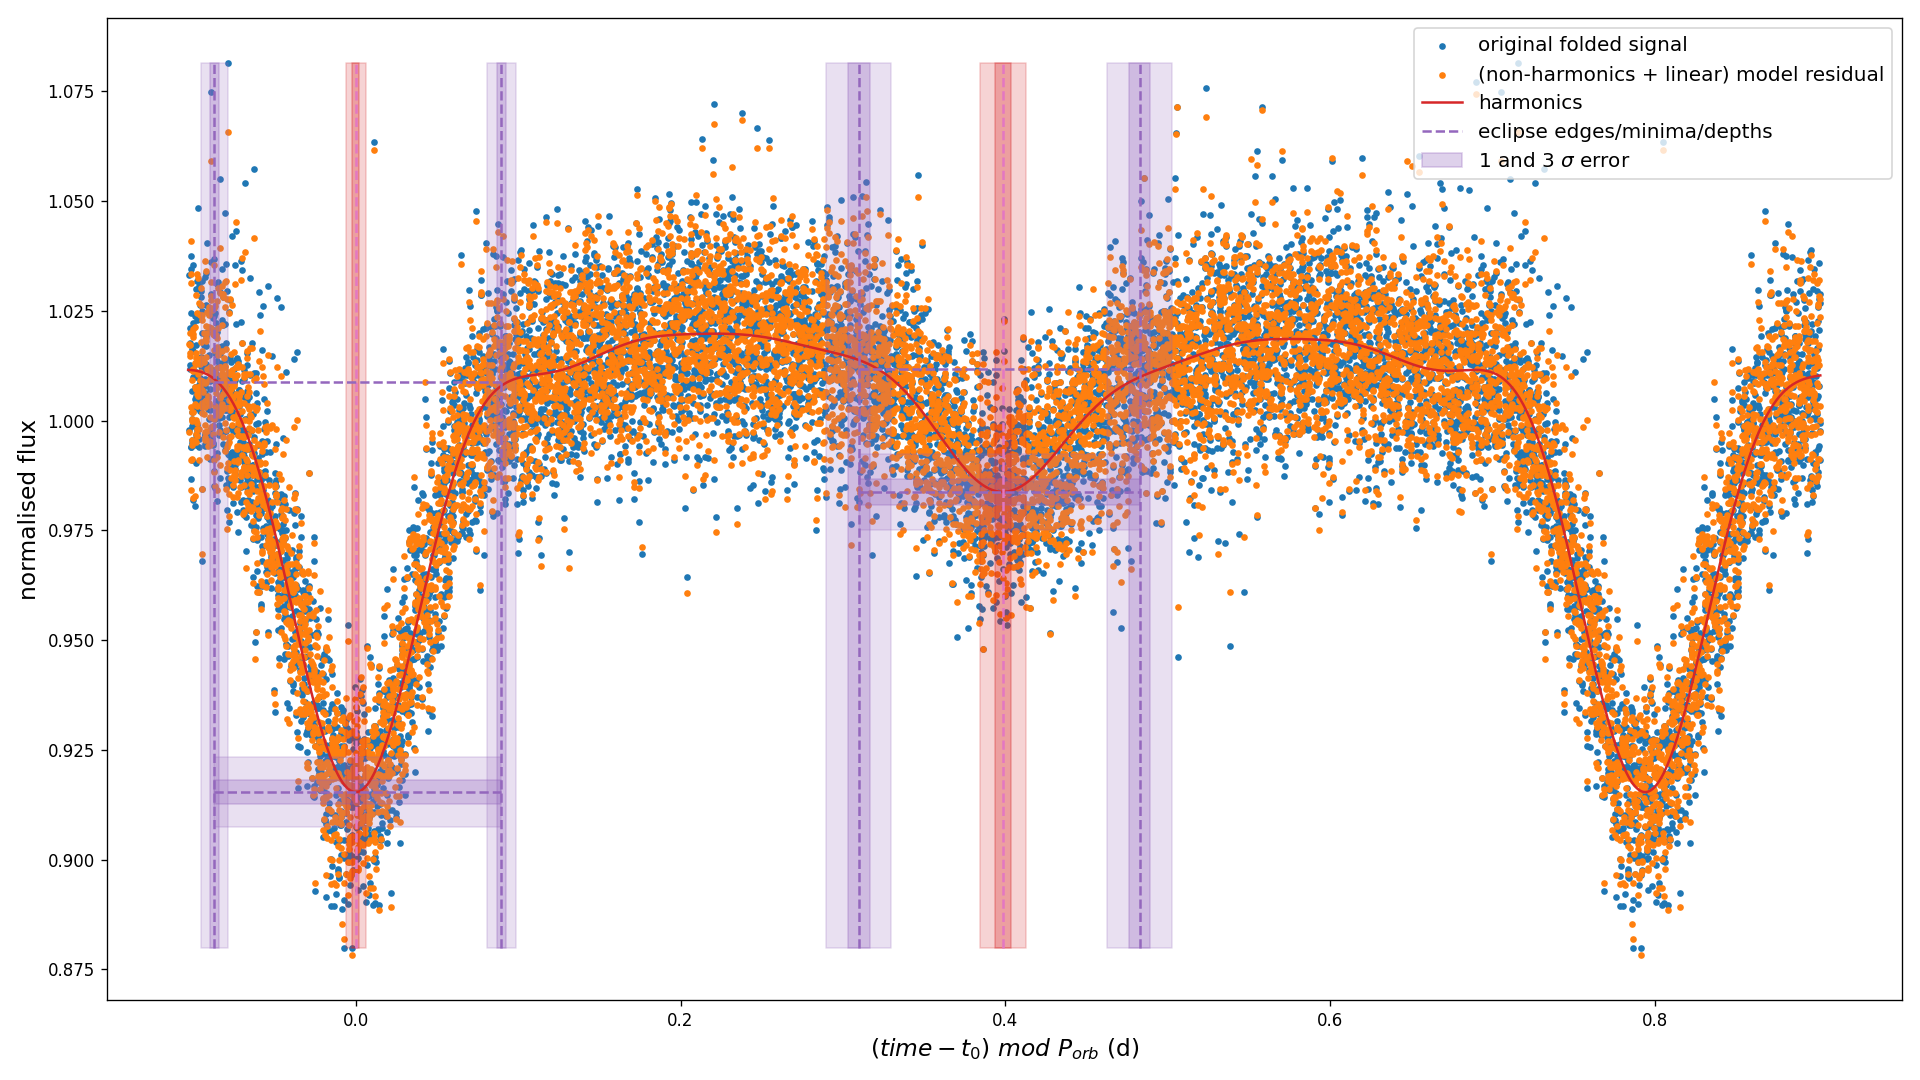 original folded signal
(non-harmonics + linear) model residual
harmonics
eclipse edges/minima/depths
1 and 3 σ error
normalised flux
1.075
1.050
1.025
1.000
0.975
0.950
0.925
0.900
0.875
0.0 0.2 0.4 0.6 0.8
(time − t₀) mod Pₒᵣb (d)